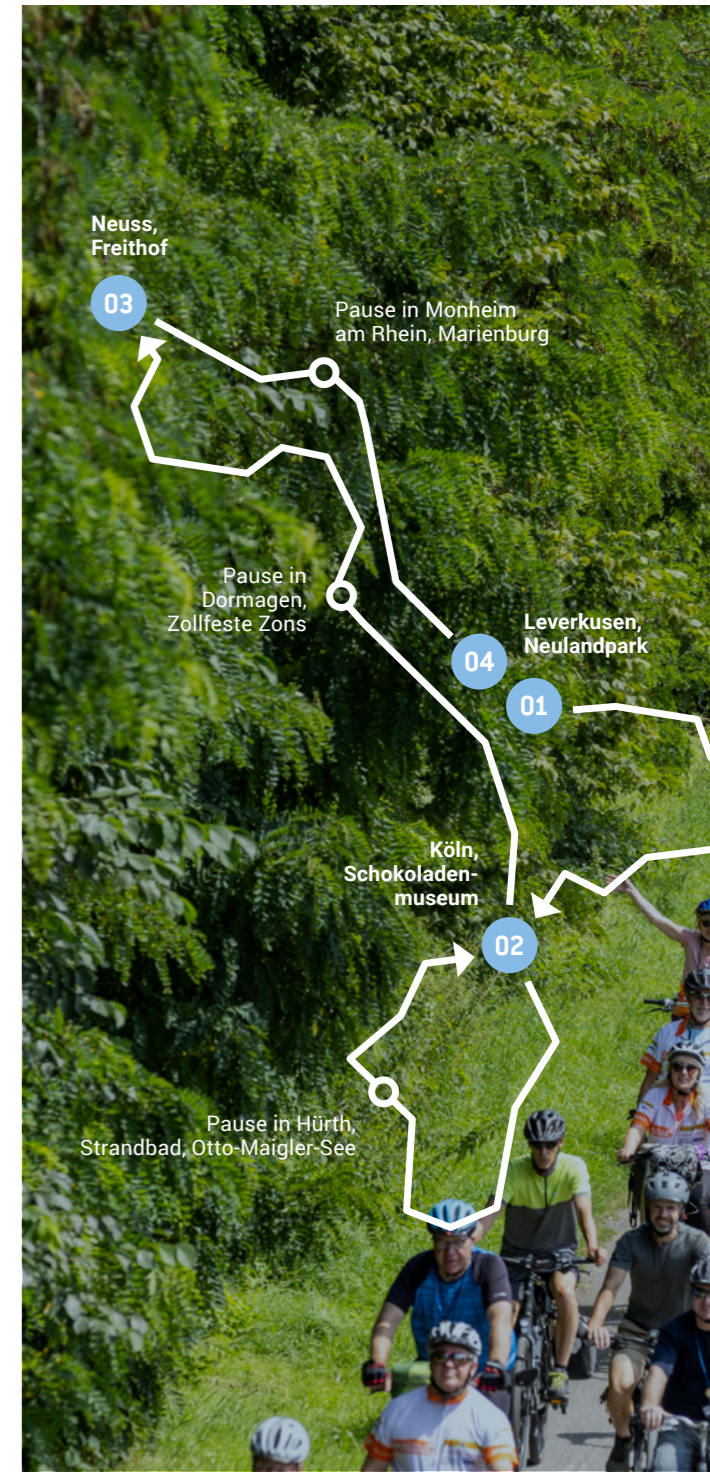 Neuss,
Freithof
03
Pause in Monheim
am Rhein, Marienburg
Pause in
Dormagen,
Zollfeste Zons
Leverkusen,
Neulandpark
04
01
Köln,
Schokoladen-
museum
02
Pause in Hürth,
Strandbad, Otto-Maigler-See